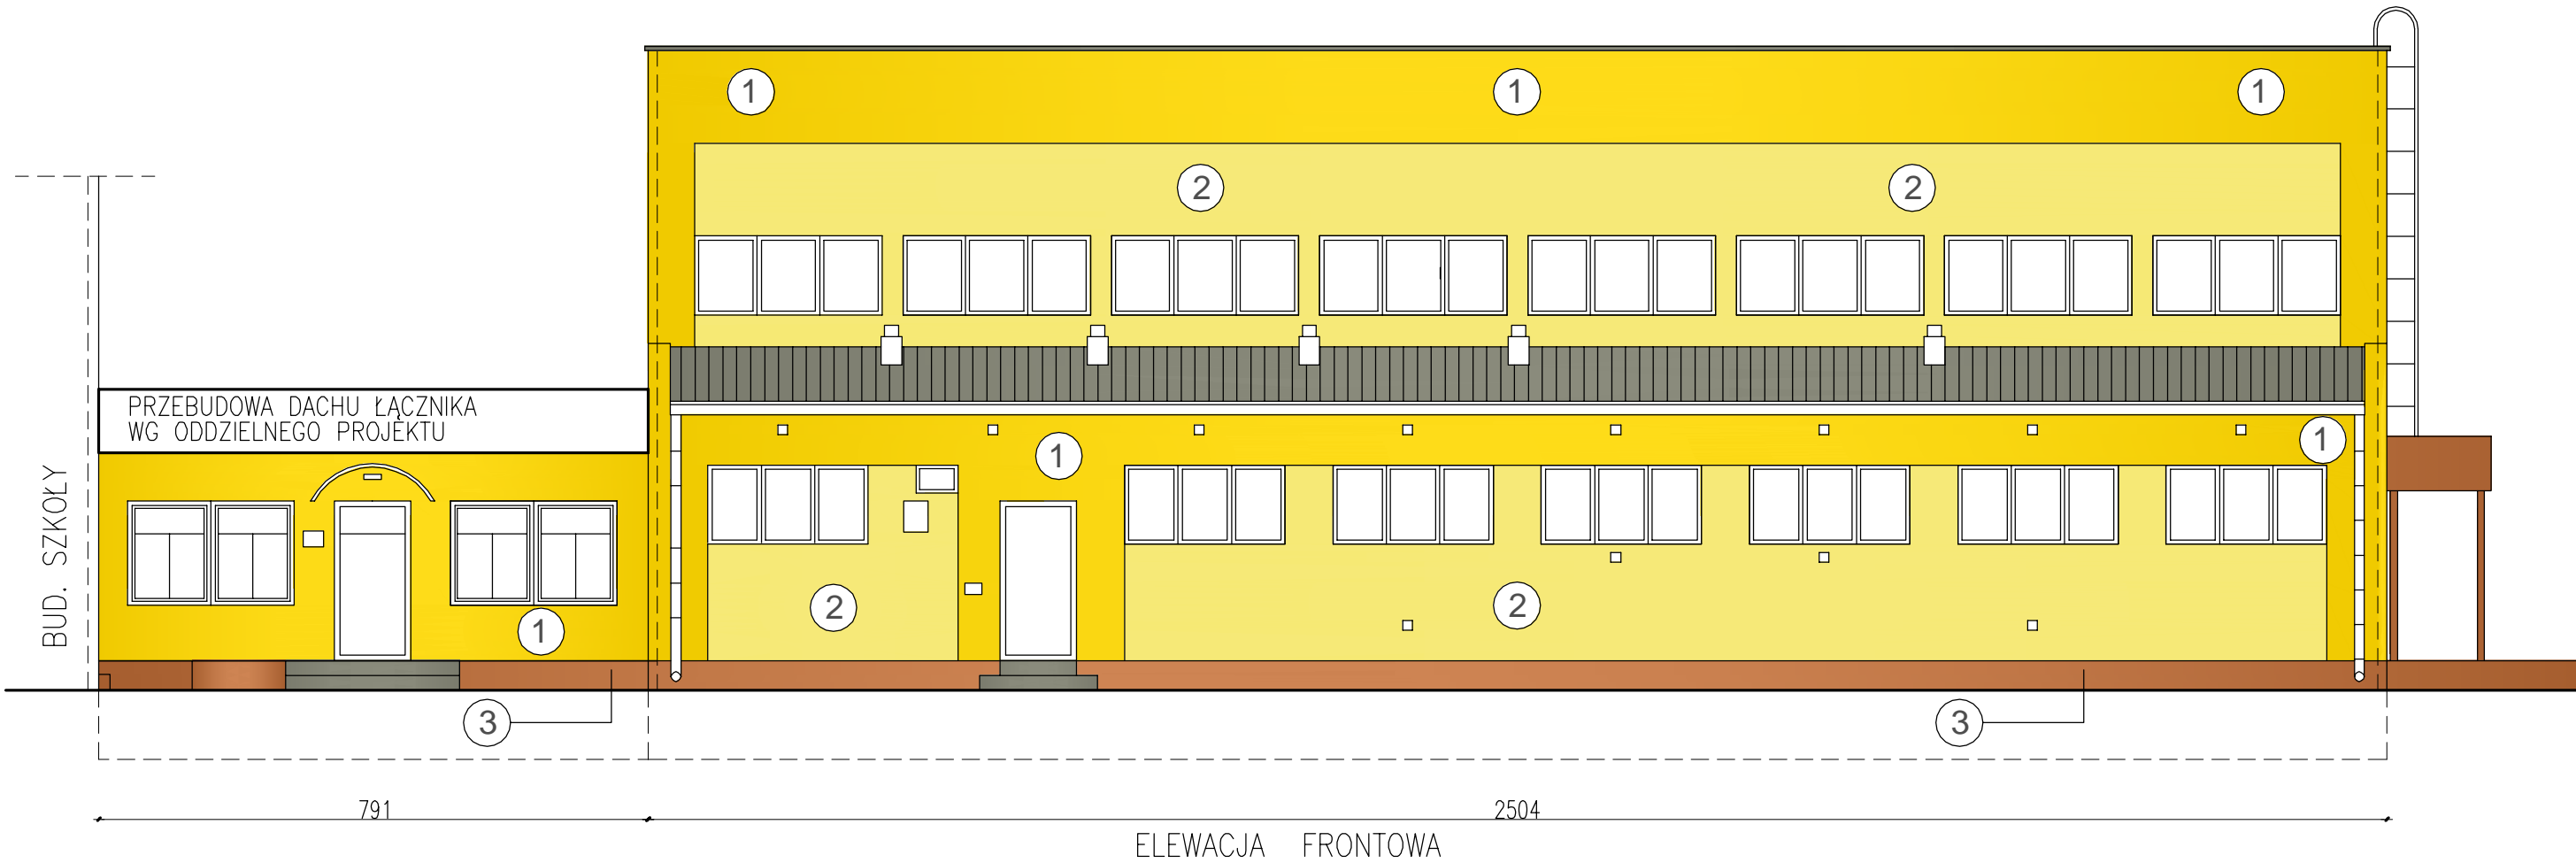 1 1 1
2 2
PRZEBUDOWA DACHU ŁĄCZNIKA
WG ODDZIELNEGO PROJEKTU
1 1
BUD. SZKOŁY
2 2
1
3 3
791 2504
ELEWACJA FRONTOWA